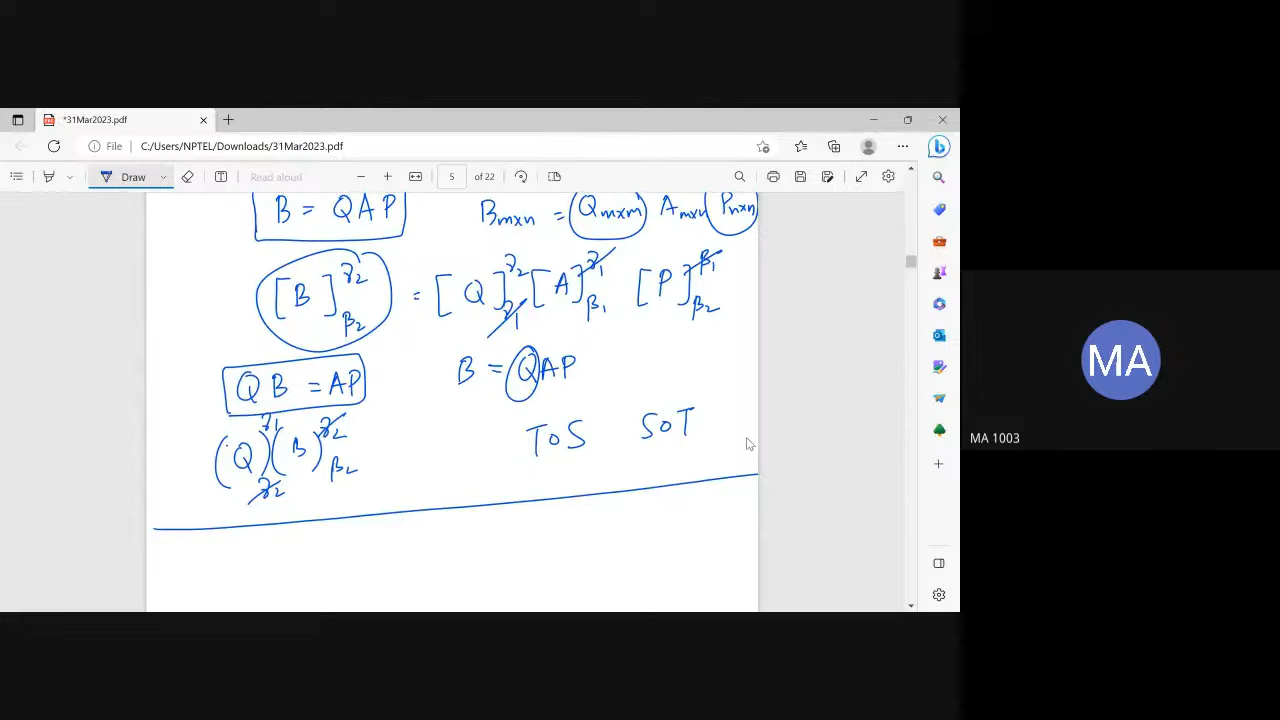 *31Mar2023.pdf
File C:/Users/NPTEL/Downloads/31Mar2023.pdf
Draw Read aloud 5 of 22
B = QAP B_{m×n} = (Q_{m×m}) A_{m×n} (P_{n×n})
[B]^{γ2}_{β2} = [Q]^{γ2}_{γ1} [A]^{γ1}_{β1} [P]^{β1}_{β2}
QB = AP B = QAP
(Q)^{γ1}_{γ2} (B)^{γ2}_{β2} ToS SoT
MA
MA 1003